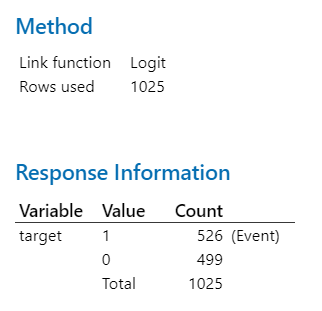 Method
Link function Logit
Rows used 1025
Response Information
Variable Value Count
target 1 526 (Event)
0 499
Total 1025